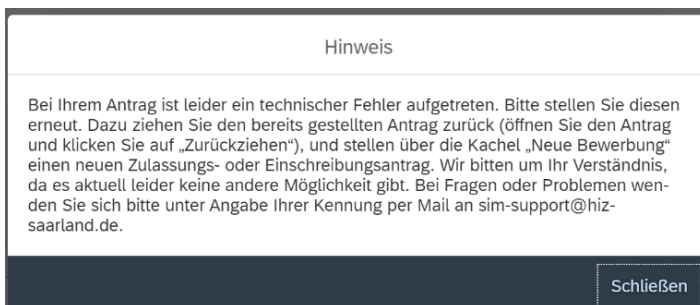 Hinweis
Bei Ihrem Antrag ist leider ein technischer Fehler aufgetreten. Bitte stellen Sie diesen
erneut. Dazu ziehen Sie den bereits gestellten Antrag zurück (öffnen Sie den Antrag
und klicken Sie auf „Zurückziehen“), und stellen über die Kachel „Neue Bewerbung“
einen neuen Zulassungs- oder Einschreibungsantrag. Wir bitten um Ihr Verständnis,
da es aktuell leider keine andere Möglichkeit gibt. Bei Fragen oder Problemen wen-
den Sie sich bitte unter Angabe Ihrer Kennung per Mail an sim-support@hiz-
saarland.de.
Schließen